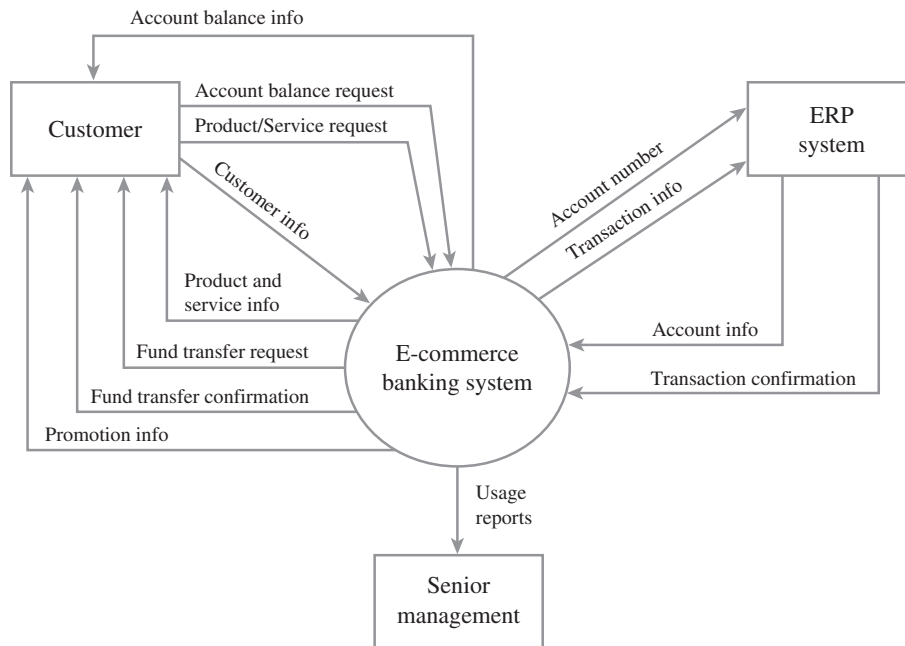 Account balance info
Account balance request
Product/Service request
Customer
Customer info
Account number
Transaction info
ERP
system
Product and
service info
Fund transfer request
Fund transfer confirmation
Promotion info
E-commerce
banking system
Account info
Transaction confirmation
Usage
reports
Senior
management